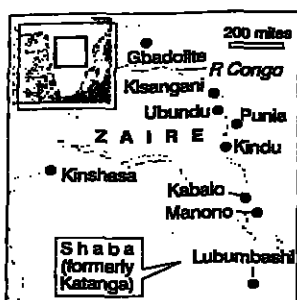 200 miles
Gbadolite
R Congo
Kisangani
Ubundu
Punia
ZAIRE
Kindu
Kinshasa
Kabalo
Manono
Shaba
(formerly
Katanga)
Lubumbashi